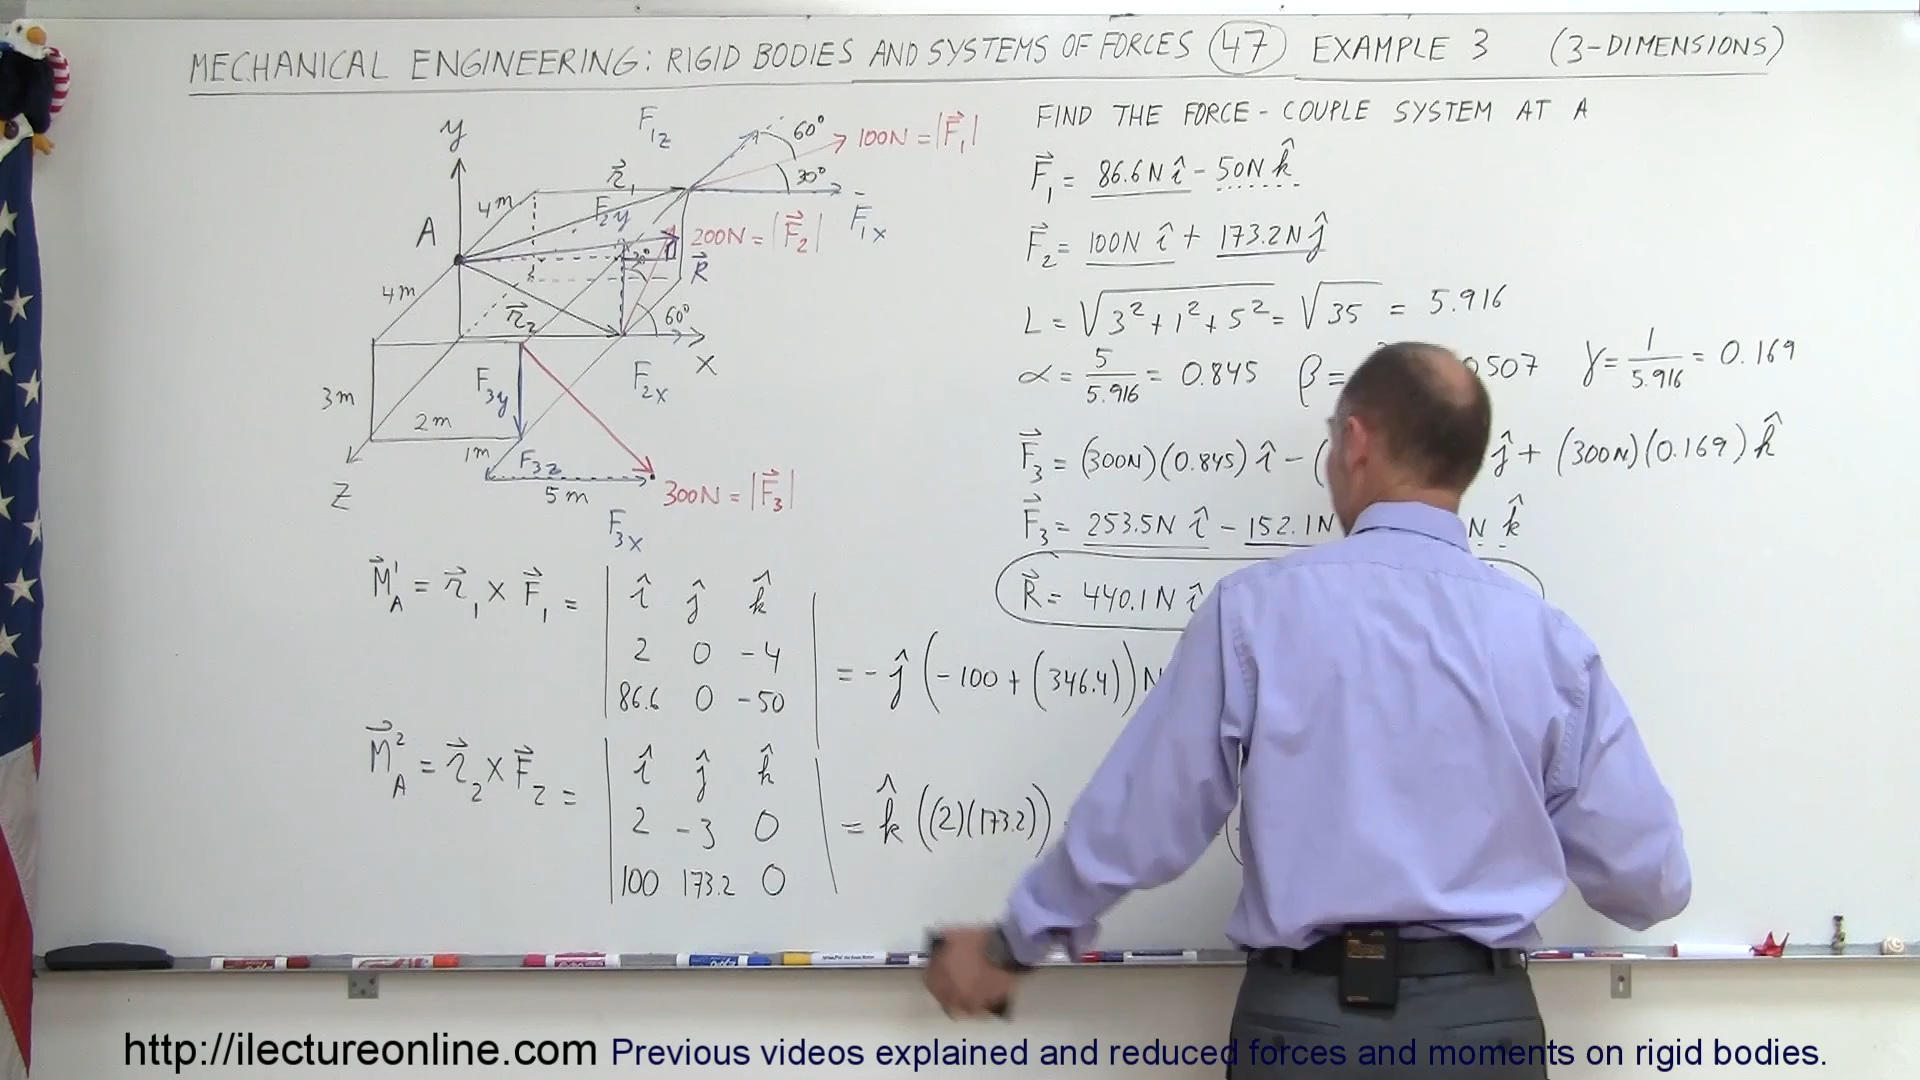 MECHANICAL ENGINEERING: RIGID BODIES AND SYSTEMS OF FORCES 47 EXAMPLE 3 (3-DIMENSIONS)
FIND THE FORCE-COUPLE SYSTEM AT A
y
F₁z
60°
100N = |F⃗₁|
4m
r⃗₁
30°
F₂y
F₁x
A
200N = |F⃗₂|
R⃗
4m
r⃗₂
60°
x
F₃y
F₂x
3m
2m
1m
F₃z
z
5m
300N = |F⃗₃|
F₃x
F⃗₁ = 86.6N î - 50N k̂
F⃗₂ = 100N î + 173.2N ĵ
L = √(3² + 1² + 5²) = √35 = 5.916
α = 5/5.916 = 0.845 β = 507 γ = 1/5.916 = 0.169
F⃗₃ = (300N)(0.845) î - ( ĵ + (300N)(0.169) k̂
F⃗₃ = 253.5N î - 152.1N N k̂
R⃗ = 440.1N î
M⃗¹_A = r⃗₁ × F⃗₁ = | î ĵ k̂
2 0 -4
86.6 0 -50 | = -ĵ (-100 + (346.4)) N
M⃗²_A = r⃗₂ × F⃗₂ = | î ĵ k̂
2 -3 0
100 173.2 0 | = k̂ ((2)(173.2))
http://ilectureonline.com Previous videos explained and reduced forces and moments on rigid bodies.